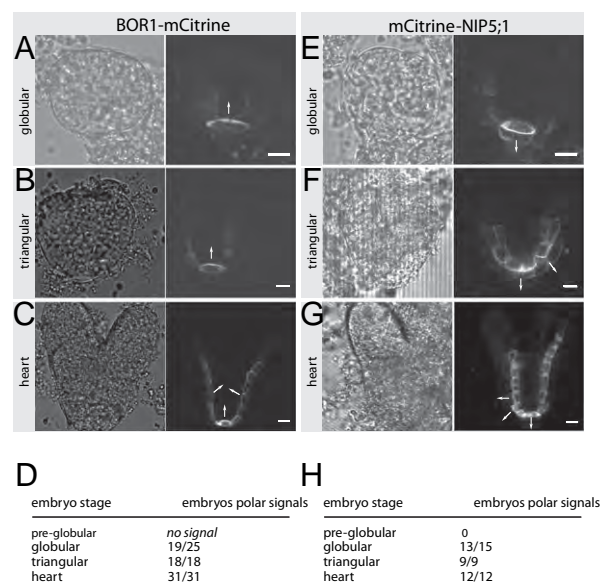 BOR1-mCitrine
mCitrine-NIP5;1
A
globular
E
globular
B
triangular
F
triangular
C
heart
G
heart
D
embryo stage embryos polar signals
pre-globular no signal
globular 19/25
triangular 18/18
heart 31/31
H
embryo stage embryos polar signals
pre-globular 0
globular 13/15
triangular 9/9
heart 12/12